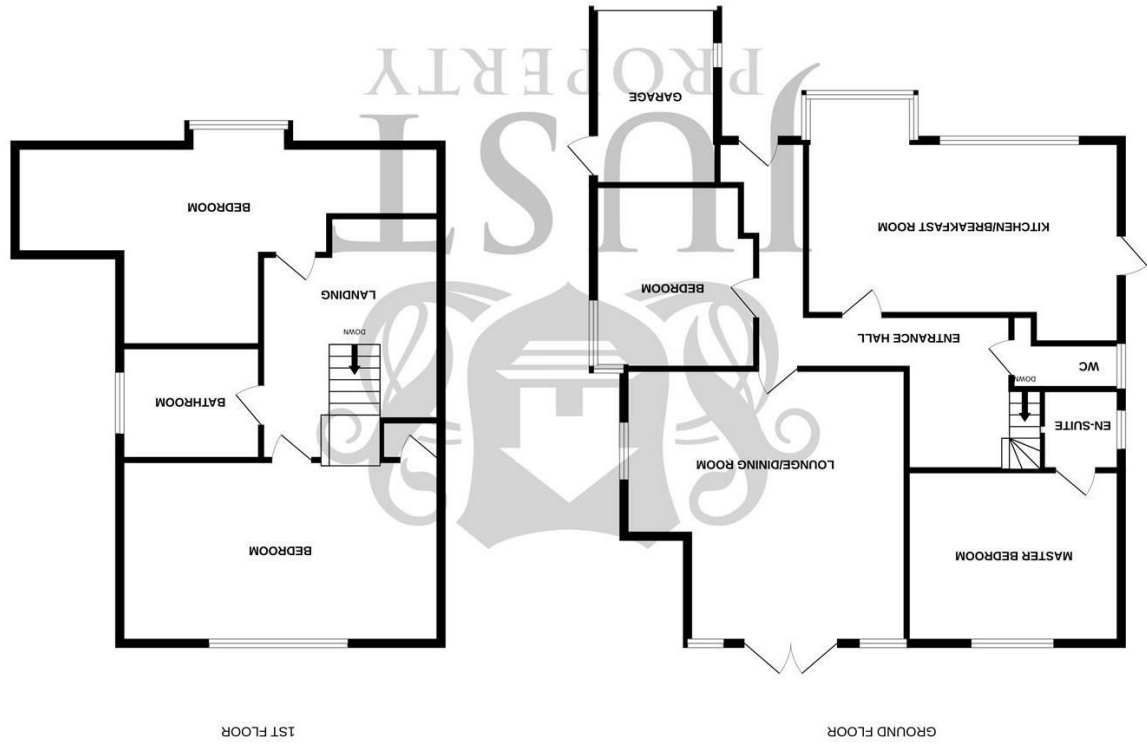 GROUND FLOOR
1ST FLOOR
MASTER BEDROOM
EN-SUITE
WC
DOWN
LOUNGE/DINING ROOM
ENTRANCE HALL
KITCHEN/BREAKFAST ROOM
BEDROOM
GARAGE
BEDROOM
BATHROOM
DOWN
LANDING
BEDROOM
JUST
PROPERTY